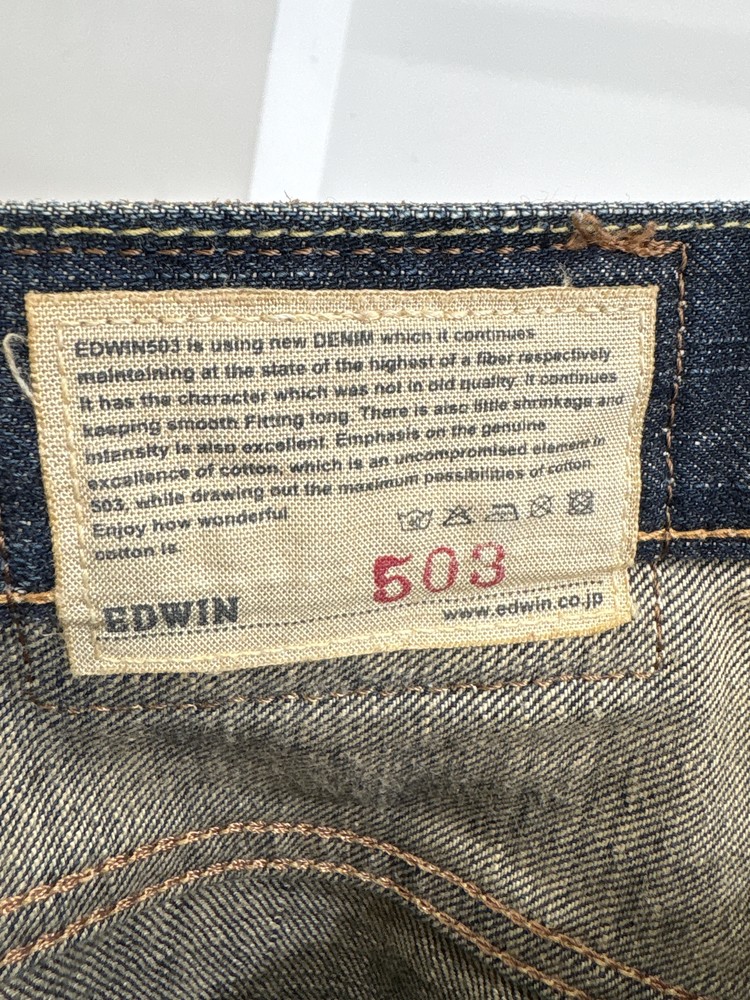 EDWIN503 is using new DENIM which it continues
maintaining at the state of the highest of a fiber respectively
It has the character which was not in old quality. It continues
keeping smooth Fitting long. There is also little shrinkage and
intensity is also excellent. Emphasis on the genuine
excellence of cotton, which is an uncompromised element in
503, while drawing out the maximum possibilities of cotton.
Enjoy how wonderful
cotton is.
503
EDWIN
www.edwin.co.jp